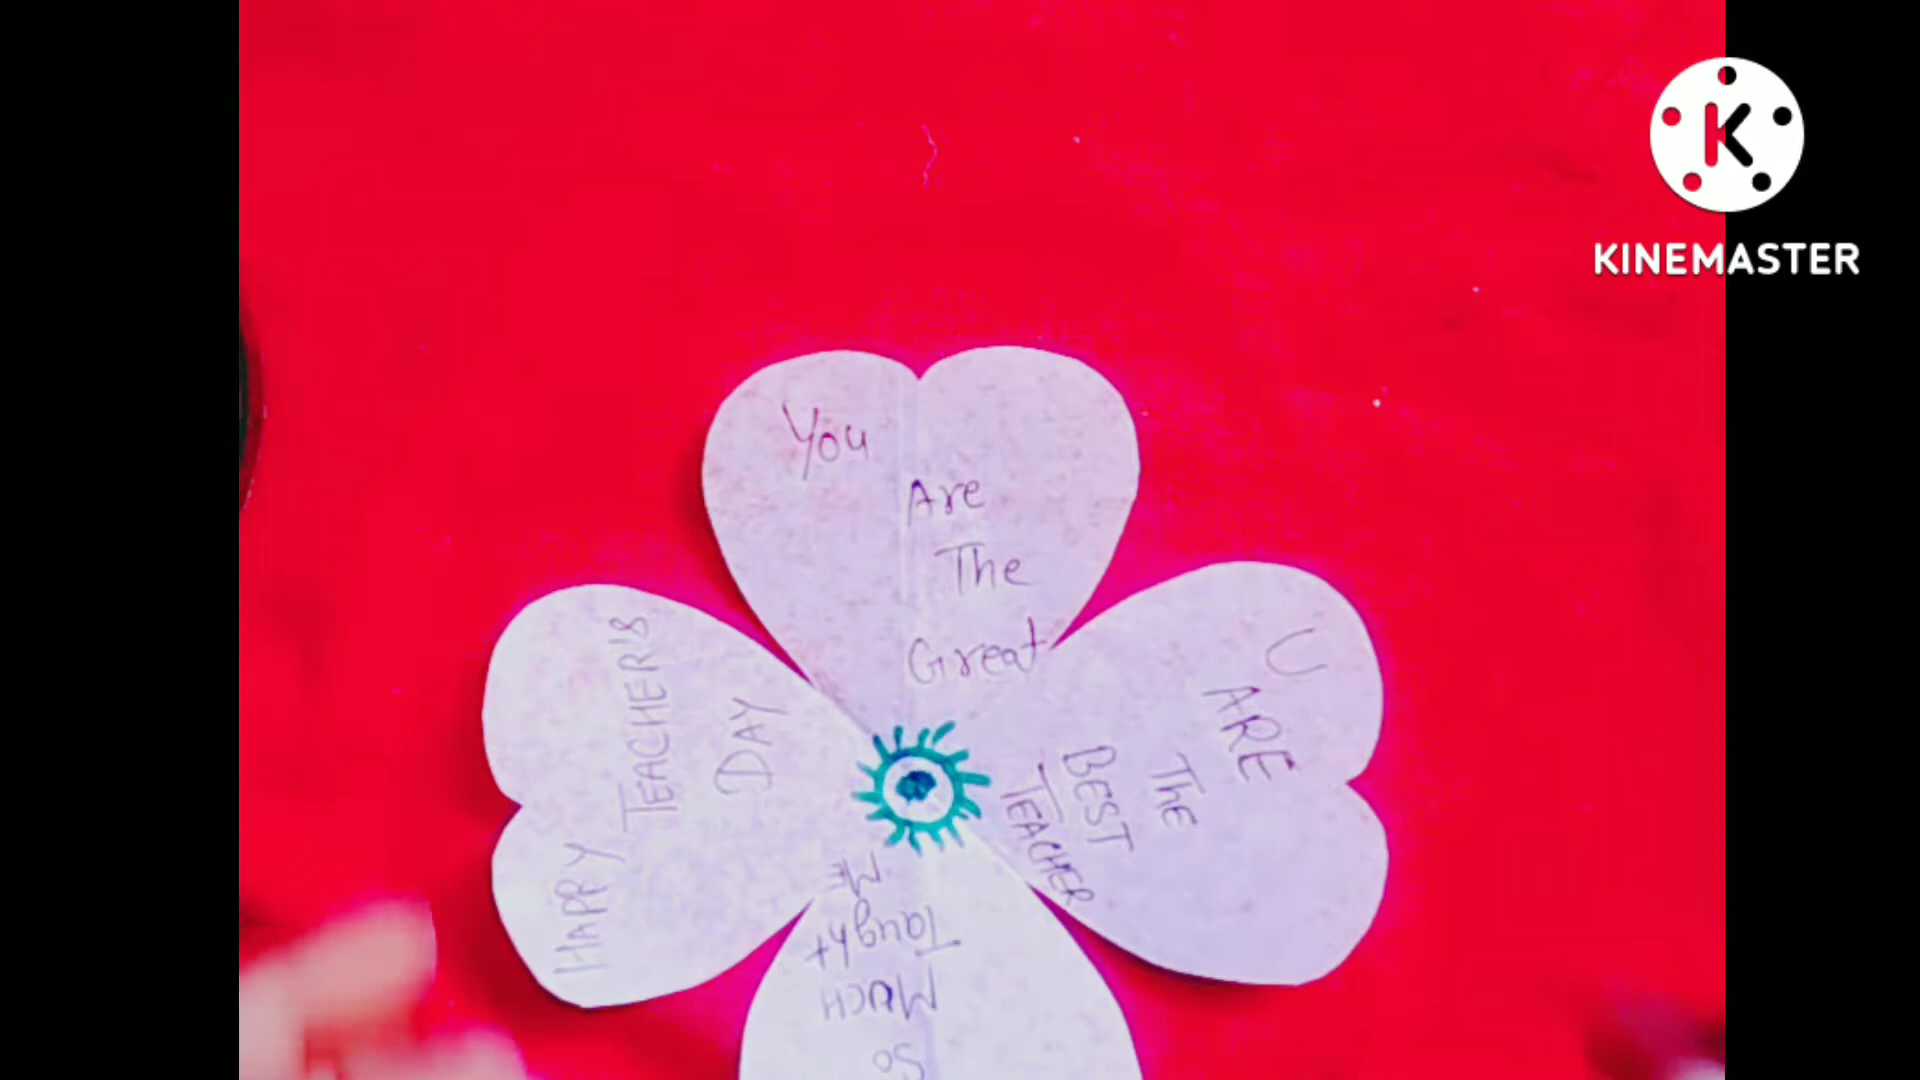 KINEMASTER
You
Are
The
Great
U
ARE
THE
BEST
TEACHER
HAPPY
TEACHER'S
DAY
So
Much
Taught
Me